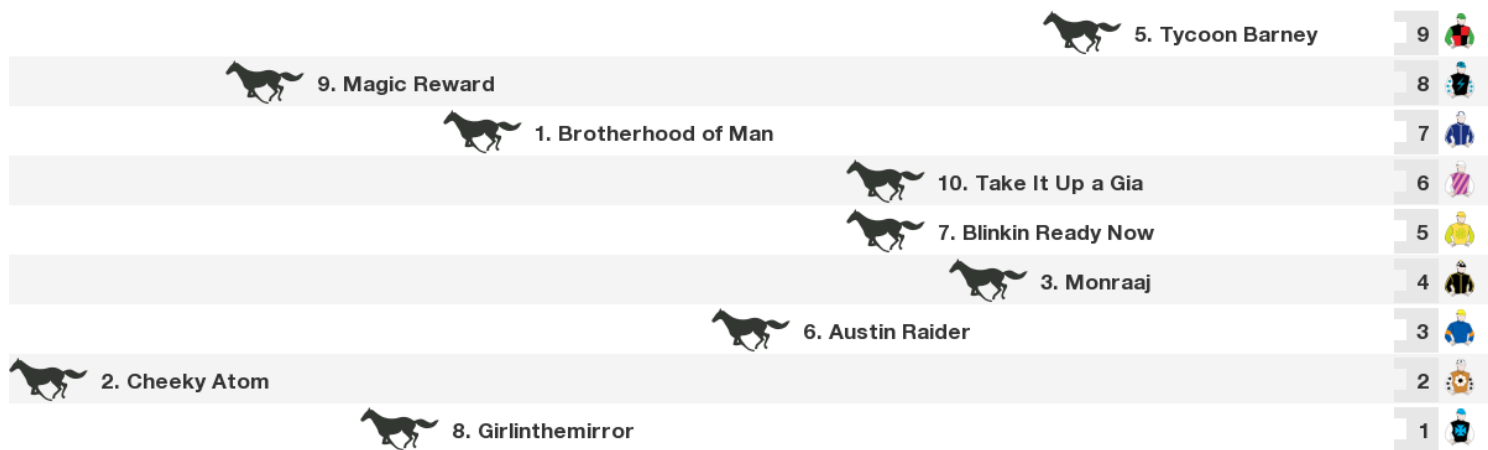 5. Tycoon Barney 9
9. Magic Reward 8
1. Brotherhood of Man 7
10. Take It Up a Gia 6
7. Blinkin Ready Now 5
3. Monraaj 4
6. Austin Raider 3
2. Cheeky Atom 2
8. Girlinthemirror 1